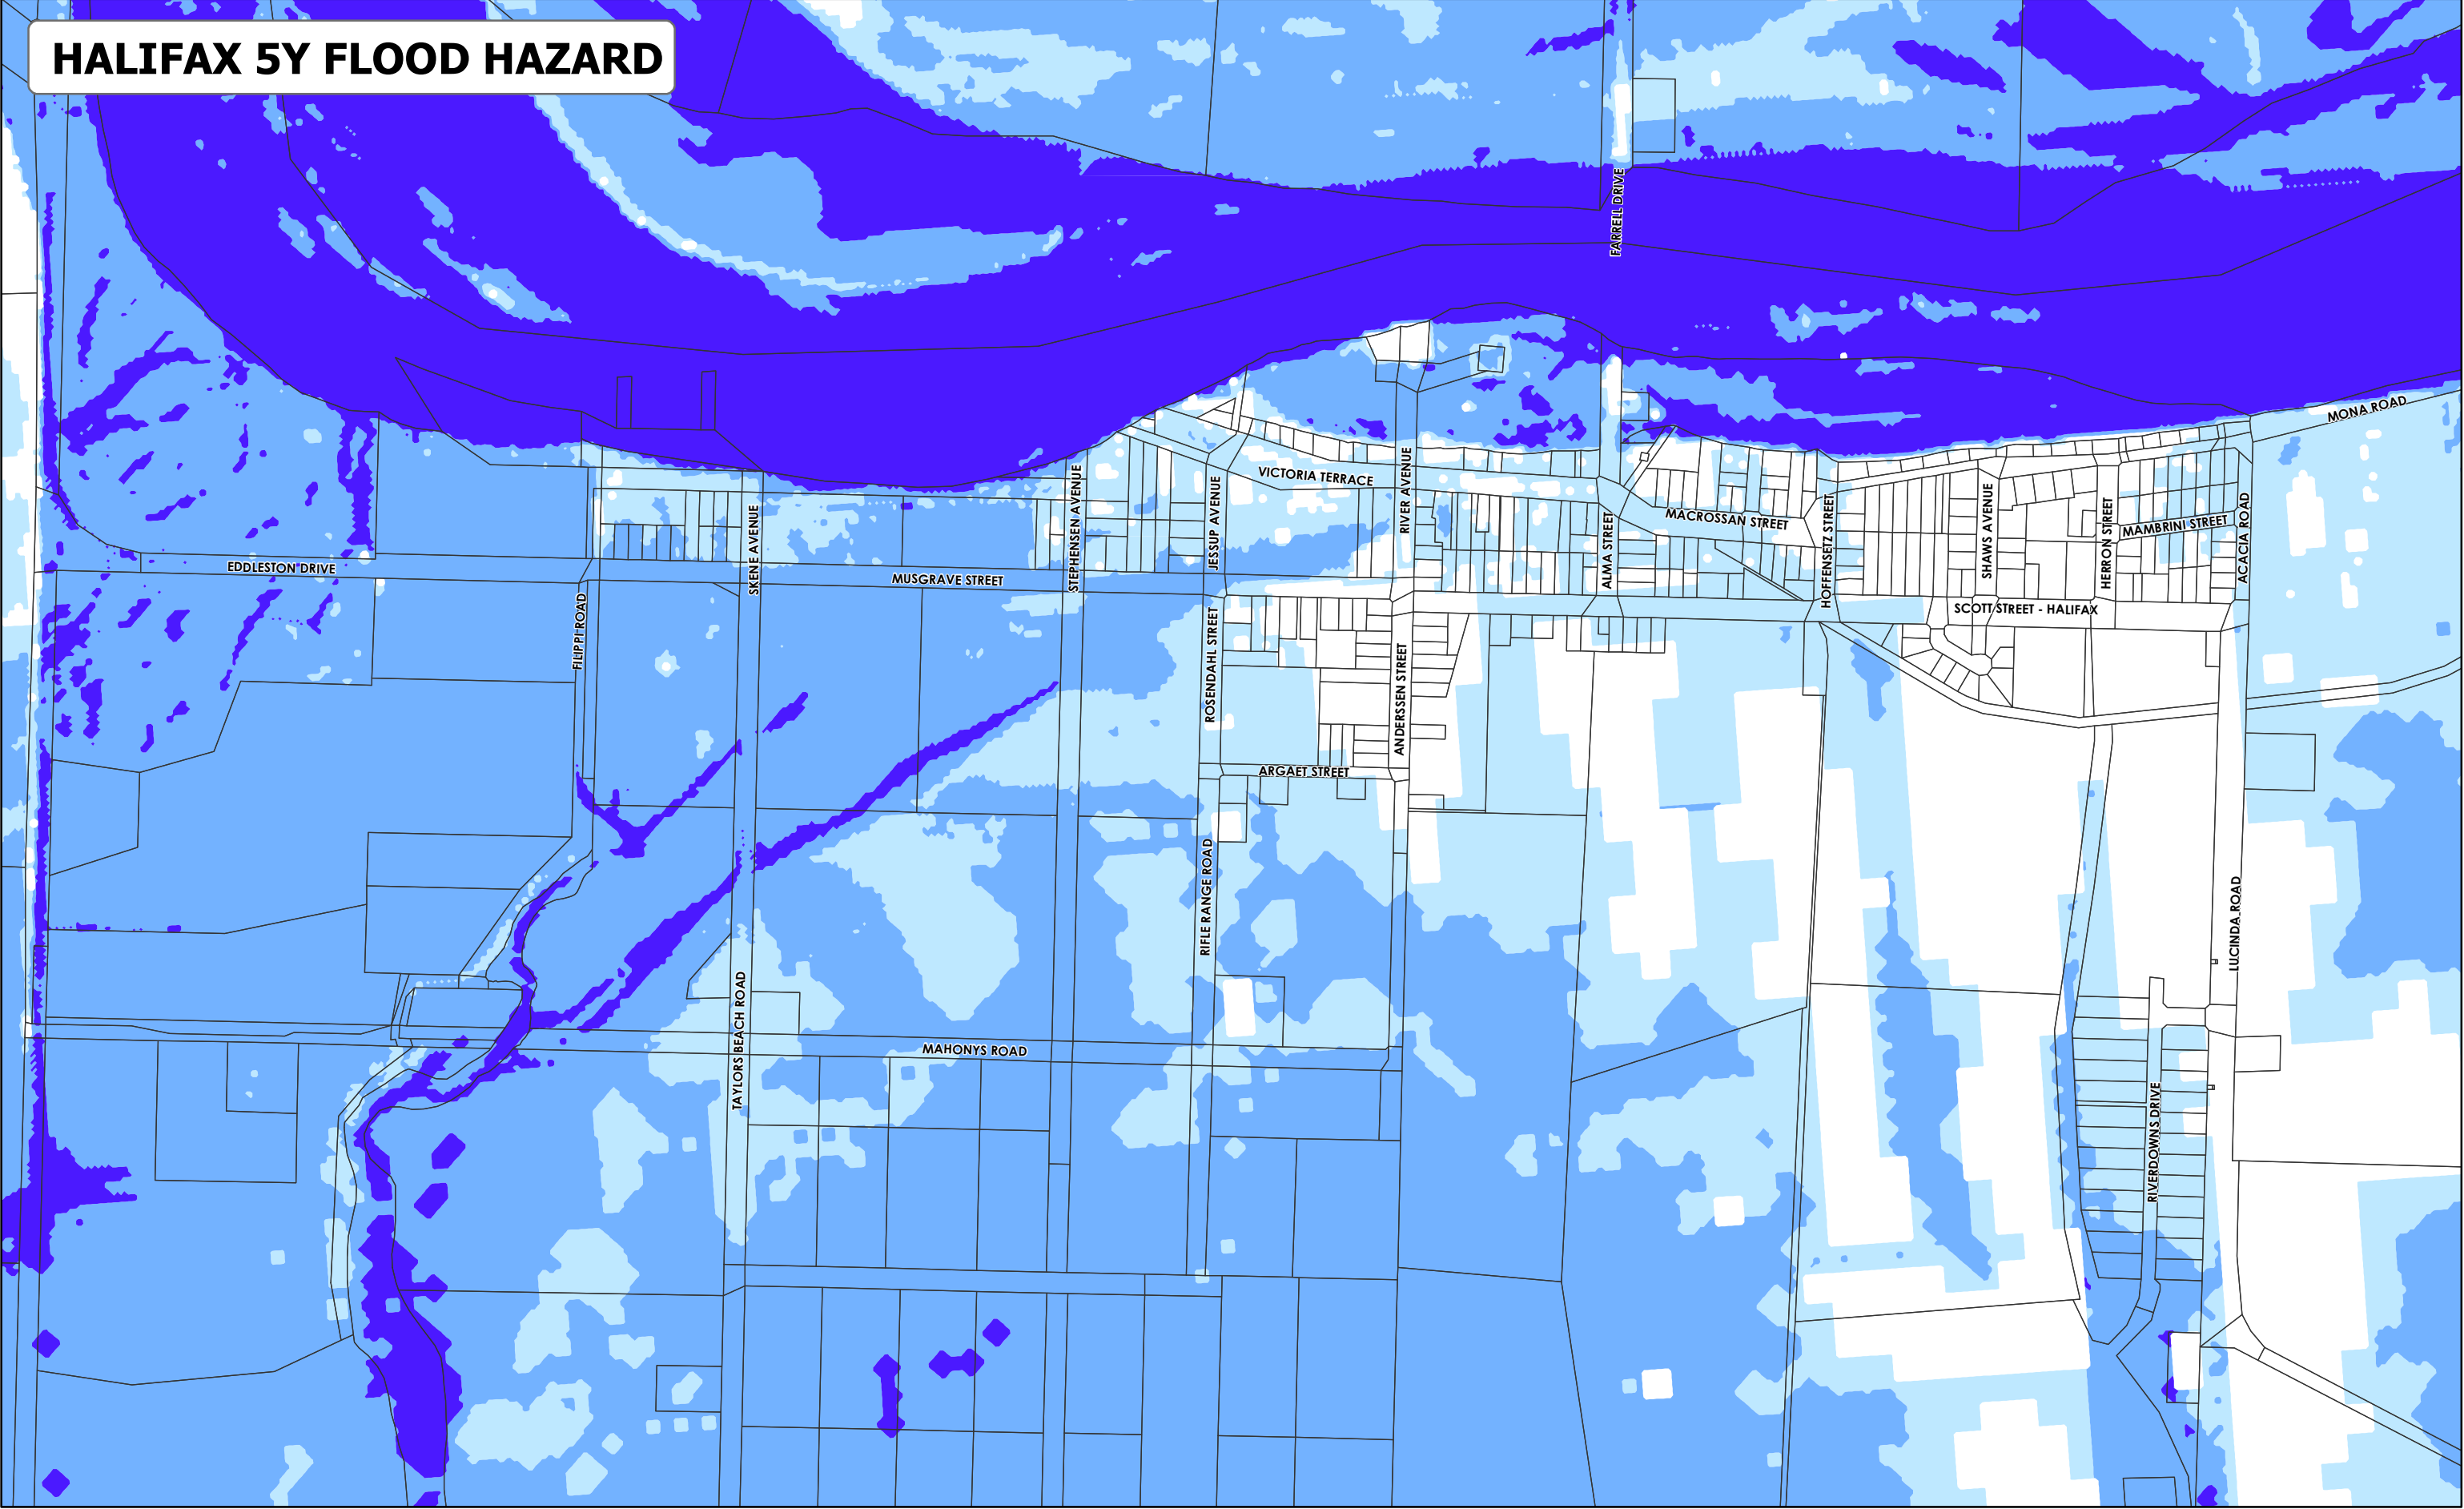 HALIFAX 5Y FLOOD HAZARD
FARRELL DRIVE
MONA ROAD
VICTORIA TERRACE
RIVER AVENUE
STEPHENSEN AVENUE
JESSUP AVENUE
SKENE AVENUE
MACROSSAN STREET
ALMA STREET
HOFFENSETZ STREET
SHAWS AVENUE
HERRON STREET
MAMBRINI STREET
ACACIA ROAD
EDDLESTON DRIVE
MUSGRAVE STREET
SCOTT STREET - HALIFAX
FILIPPI ROAD
ROSENDAHL STREET
ANDERSSEN STREET
ARGAET STREET
RIFLE RANGE ROAD
LUCINDA ROAD
TAYLORS BEACH ROAD
MAHONYS ROAD
RIVERDOWNS DRIVE